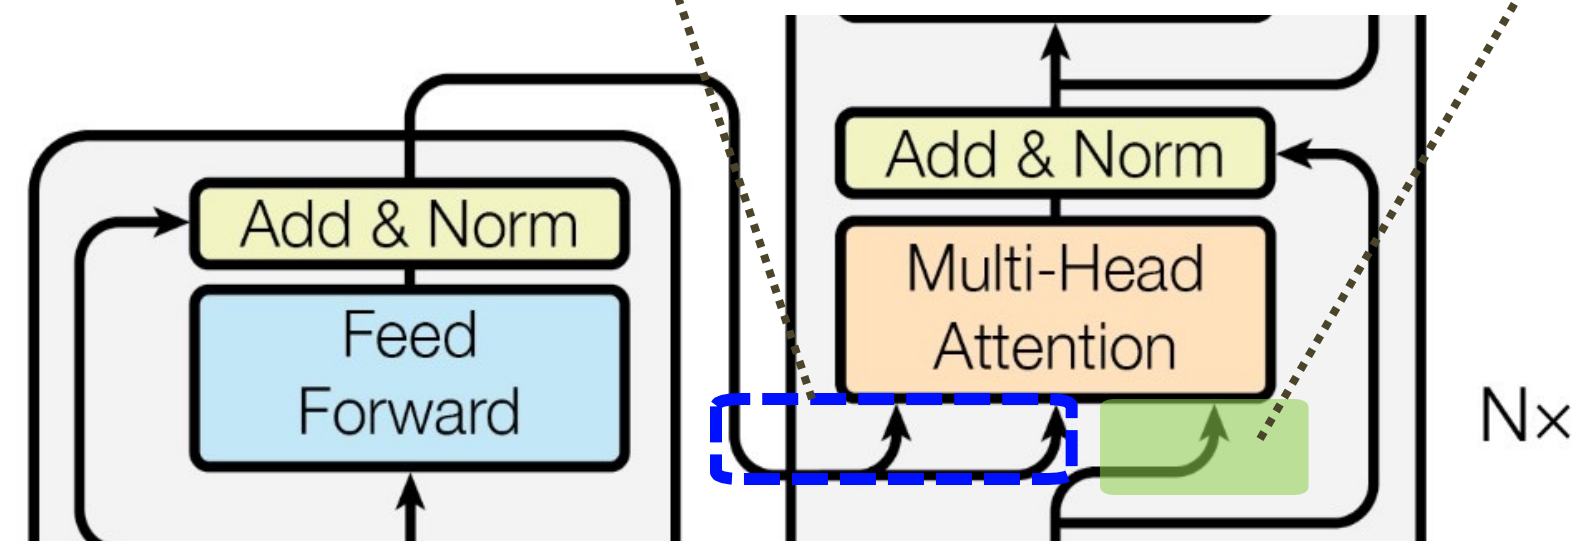 Add & Norm
Feed
Forward
Add & Norm
Multi-Head
Attention
N×